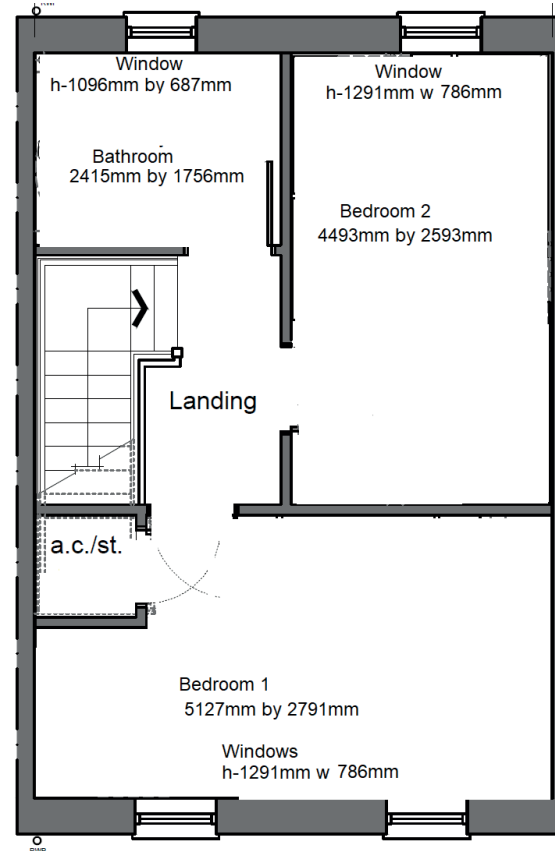 Window
h-1096mm by 687mm
Window
h-1291mm w 786mm
Bathroom
2415mm by 1756mm
Bedroom 2
4493mm by 2593mm
Landing
a.c./st.
Bedroom 1
5127mm by 2791mm
Windows
h-1291mm w 786mm